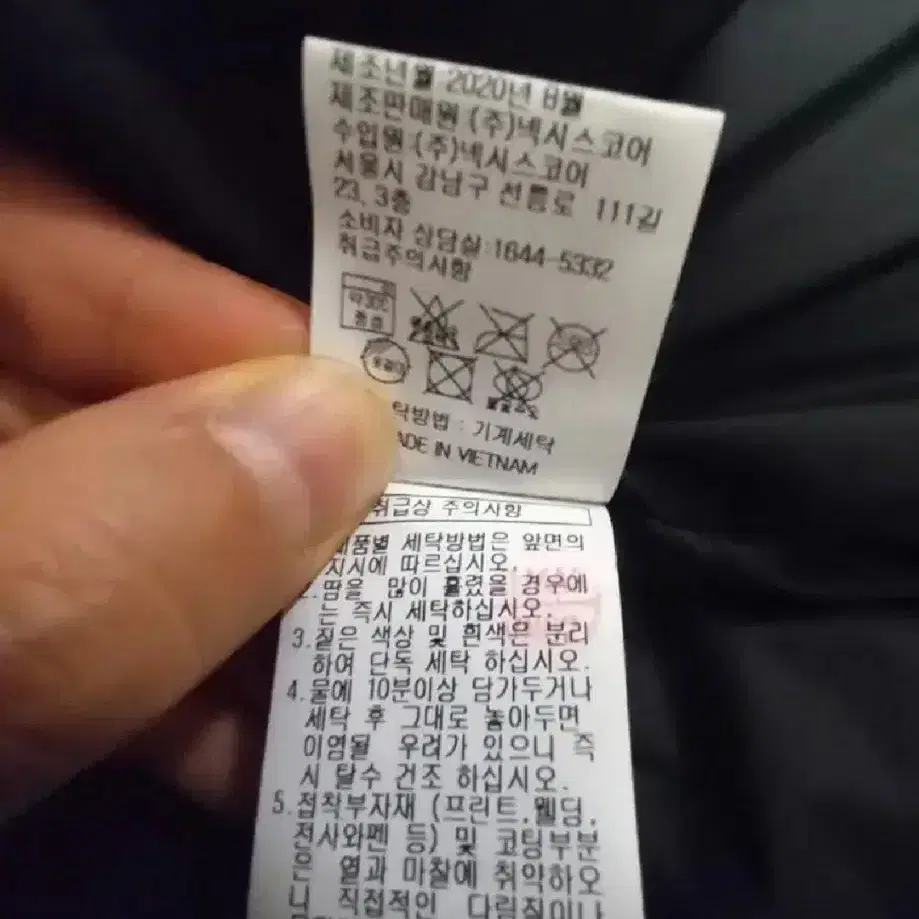 제조년월 2020년 8월
제조판매원 (주)넥시스코어
수입원:(주)넥시스코어
서울시 강남구 선릉로 111길
23, 3층
소비자 상담실:1644-5332
취급주의사항
약30℃
중성
탁방법 : 기계세탁
ADE IN VIETNAM
취급상 주의사항
제품별 세탁방법은 앞면의
지시에 따르십시오.
2.땀을 많이 흘렸을 경우에
는 즉시 세탁하십시오.
3.짙은 색상 및 흰색은 분리
하여 단독 세탁 하십시오.
4.물에 10분이상 담가두거나
세탁 후 그대로 놓아두면
이염될 우려가 있으니 즉
시 탈수 건조 하십시오.
5.접착부자재 (프린트,웰딩,
전사와펜 등) 및 코팅부분
은 열과 마찰에 취약하오
니 직접적인 다림질이나